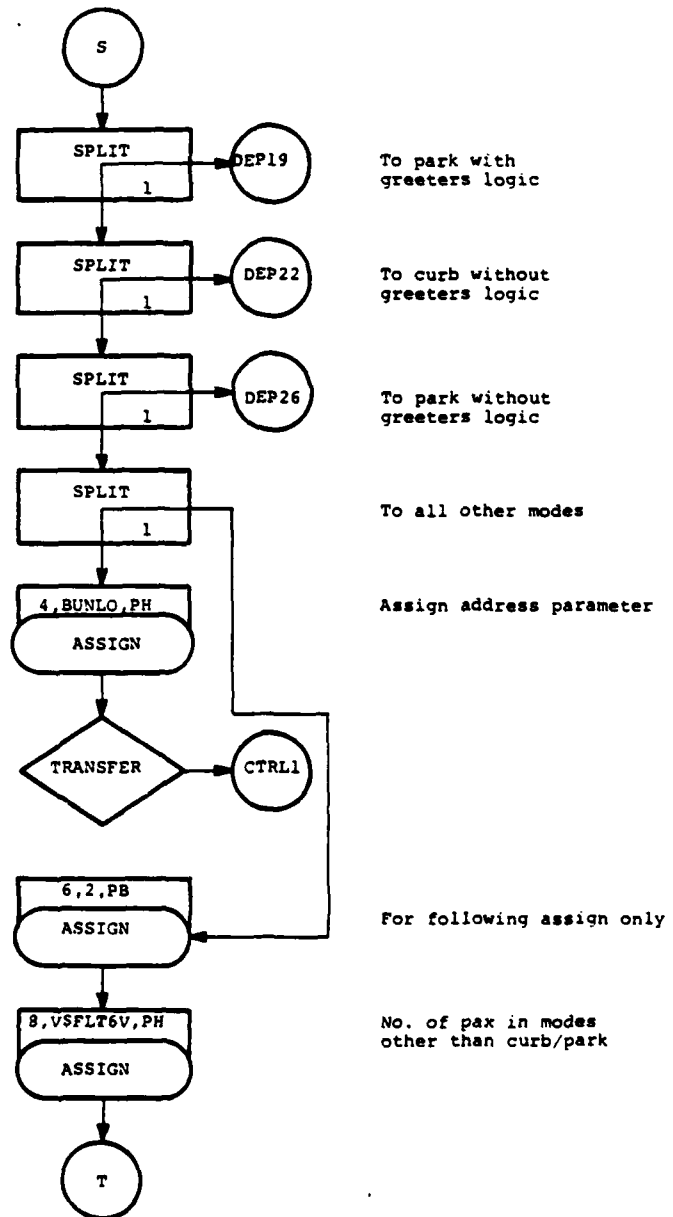 S
SPLIT
1
DEP19
To park with
greeters logic
SPLIT
1
DEP22
To curb without
greeters logic
SPLIT
1
DEP26
To park without
greeters logic
SPLIT
1
To all other modes
4,BUNLO,PH
ASSIGN
Assign address parameter
TRANSFER
CTRL1
6,2,PB
ASSIGN
For following assign only
8,V$FLT6V,PH
ASSIGN
No. of pax in modes
other than curb/park
T